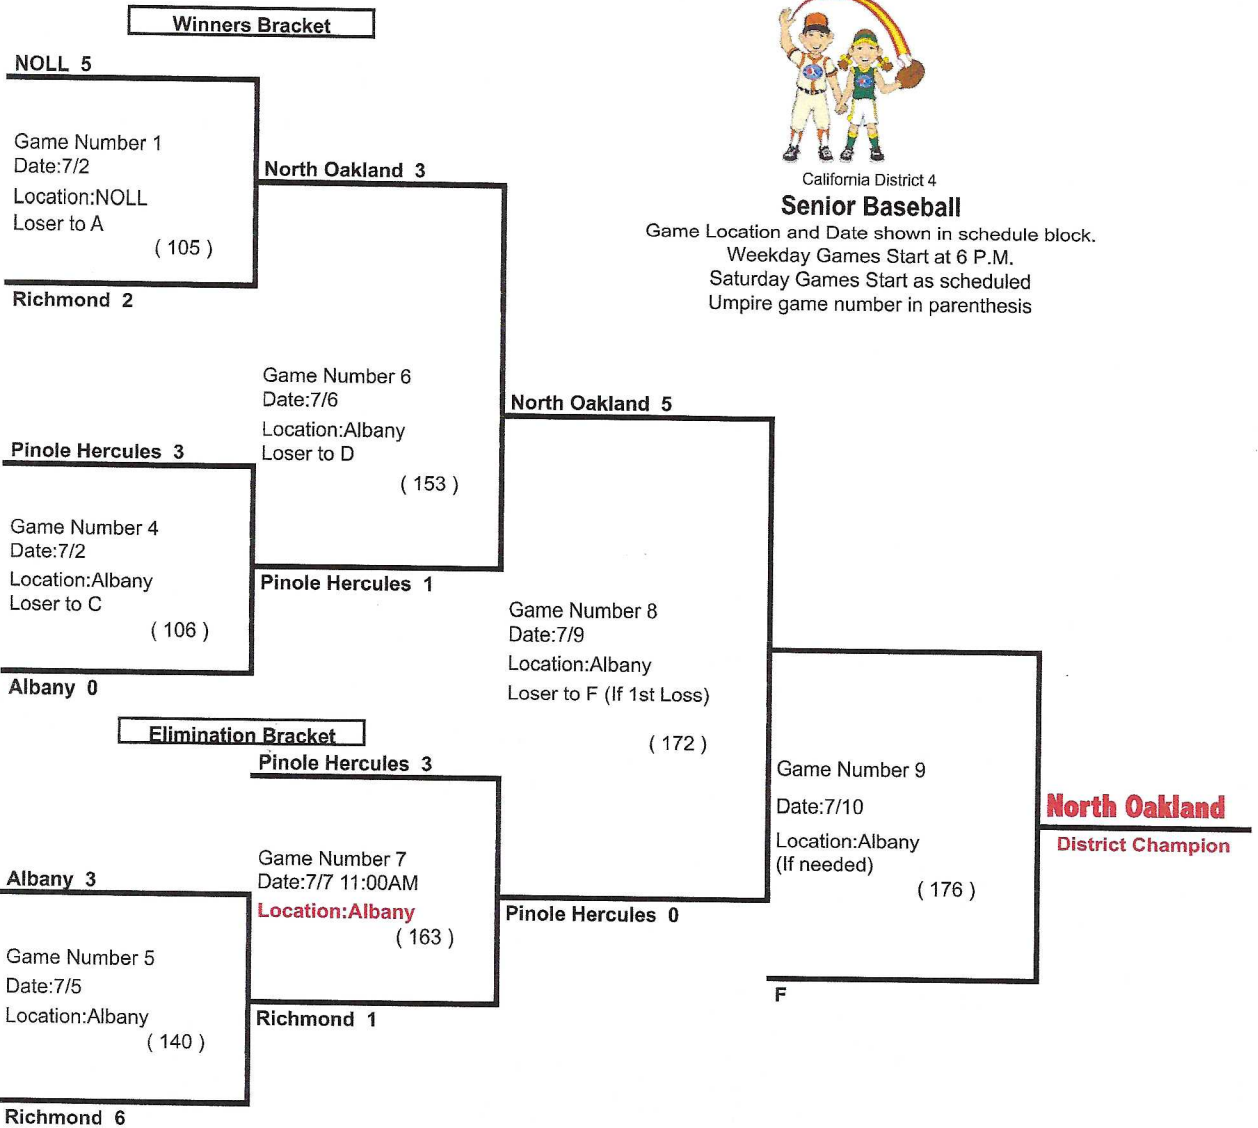 Winners Bracket
NOLL 5
Game Number 1
Date:7/2
Location:NOLL
Loser to A
( 105 )
Richmond 2
North Oakland 3
California District 4
Senior Baseball
Game Location and Date shown in schedule block.
Weekday Games Start at 6 P.M.
Saturday Games Start as scheduled
Umpire game number in parenthesis
Game Number 6
Date:7/6
Location:Albany
Loser to D
( 153 )
North Oakland 5
Pinole Hercules 3
Game Number 4
Date:7/2
Location:Albany
Loser to C
( 106 )
Albany 0
Pinole Hercules 1
Game Number 8
Date:7/9
Location:Albany
Loser to F (If 1st Loss)
( 172 )
Elimination Bracket
Pinole Hercules 3
Game Number 7
Date:7/7 11:00AM
Location:Albany
( 163 )
Albany 3
Game Number 5
Date:7/5
Location:Albany
( 140 )
Richmond 6
Richmond 1
Pinole Hercules 0
Game Number 9
Date:7/10
Location:Albany
(If needed)
( 176 )
F
North Oakland
District Champion